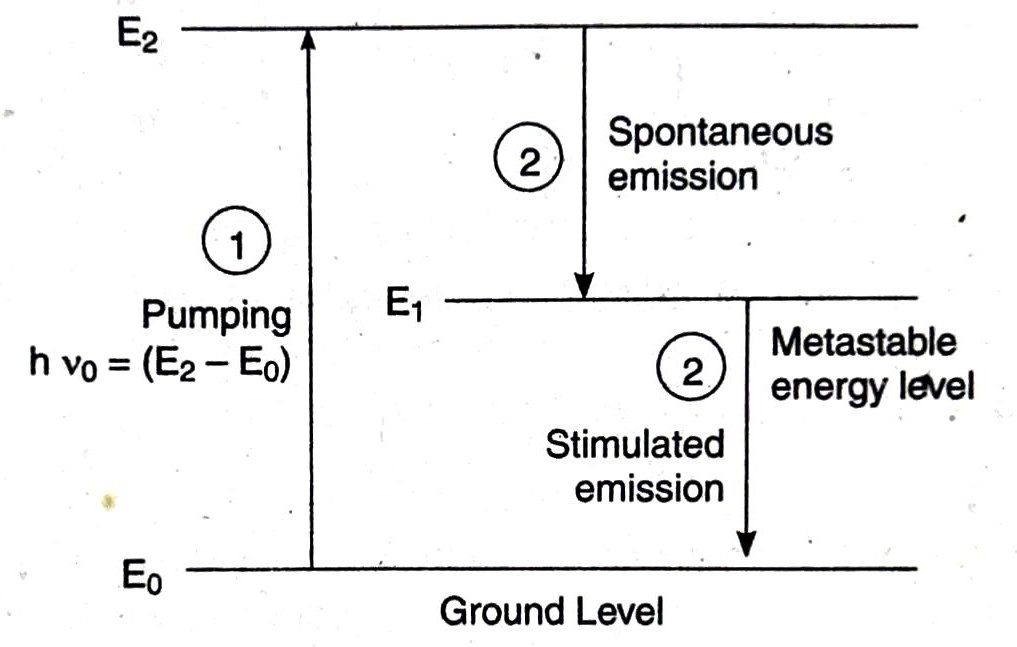 E₂
Spontaneous
emission
2
1
Pumping
h ν₀ = (E₂ – E₀)
E₁
Metastable
energy level
2
Stimulated
emission
E₀
Ground Level